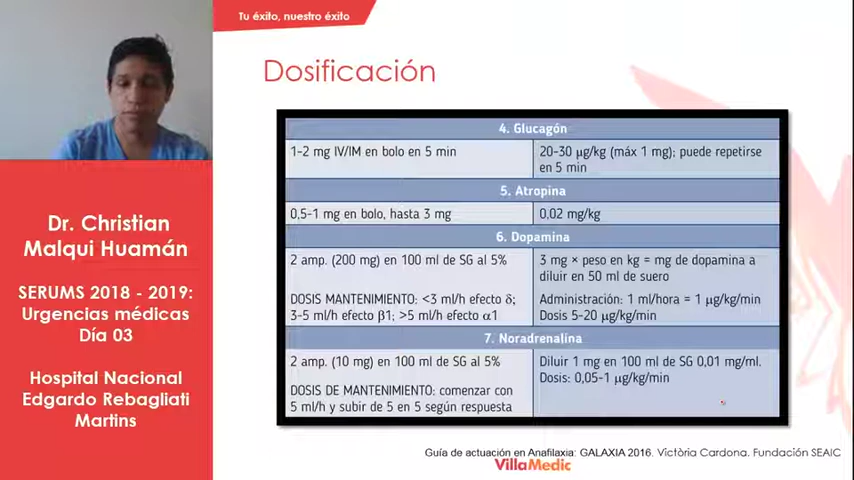 Tu éxito, nuestro éxito
Dosificación
4. Glucagón
1-2 mg IV/IM en bolo en 5 min
20-30 μg/kg (máx 1 mg); puede repetirse
en 5 min
5. Atropina
0,5-1 mg en bolo, hasta 3 mg
0,02 mg/kg
6. Dopamina
2 amp. (200 mg) en 100 ml de SG al 5%
DOSIS MANTENIMIENTO: <3 ml/h efecto δ;
3-5 ml/h efecto β1; >5 ml/h efecto α1
3 mg × peso en kg = mg de dopamina a
diluir en 50 ml de suero
Administración: 1 ml/hora = 1 μg/kg/min
Dosis 5-20 μg/kg/min
7. Noradrenalina
2 amp. (10 mg) en 100 ml de SG al 5%
DOSIS DE MANTENIMIENTO: comenzar con
5 ml/h y subir de 5 en 5 según respuesta
Diluir 1 mg en 100 ml de SG 0,01 mg/ml.
Dosis: 0,05-1 μg/kg/min
Dr. Christian
Malqui Huamán
SERUMS 2018 - 2019:
Urgencias médicas
Día 03
Hospital Nacional
Edgardo Rebagliati
Martins
Guía de actuación en Anafilaxia: GALAXIA 2016. Victòria Cardona. Fundación SEAIC
VillaMedic